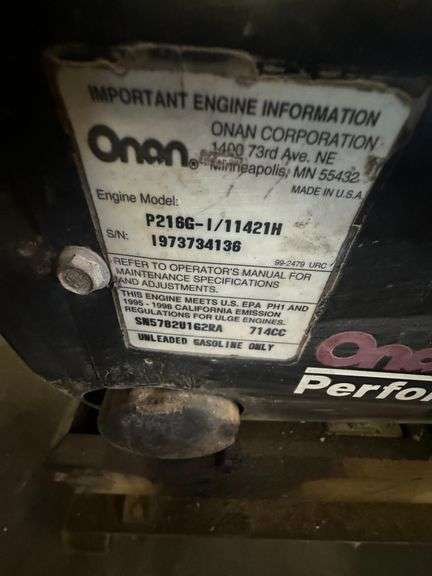 IMPORTANT ENGINE INFORMATION
Onan®
ONAN CORPORATION
1400 73rd Ave. NE
Minneapolis, MN 55432
MADE IN U.S.A
Engine Model:
P216G-I/11421H
S/N: I973734136
99-2479 URC
REFER TO OPERATOR'S MANUAL FOR
MAINTENANCE SPECIFICATIONS
AND ADJUSTMENTS.
THIS ENGINE MEETS U.S. EPA PH1 AND
1995 - 1998 CALIFORNIA EMISSION
REGULATIONS FOR ULGE ENGINES.
SN57B2U162RA 714CC
UNLEADED GASOLINE ONLY
Onan
Perfor